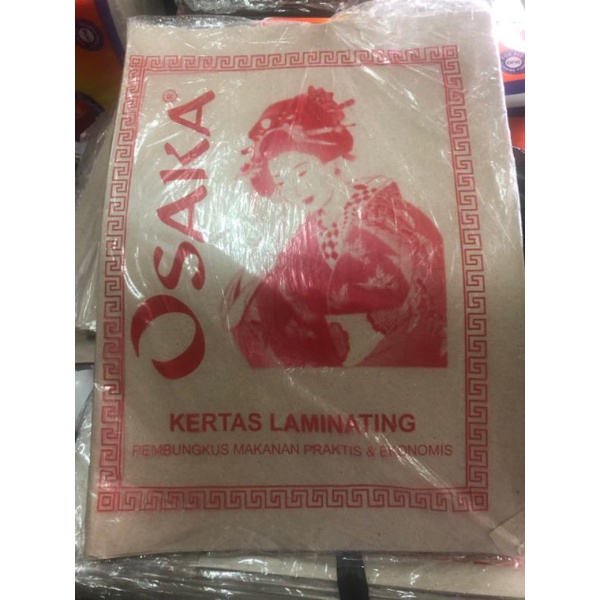 OSAKA®
KERTAS LAMINATING
PEMBUNGKUS MAKANAN PRAKTIS & EKONOMIS